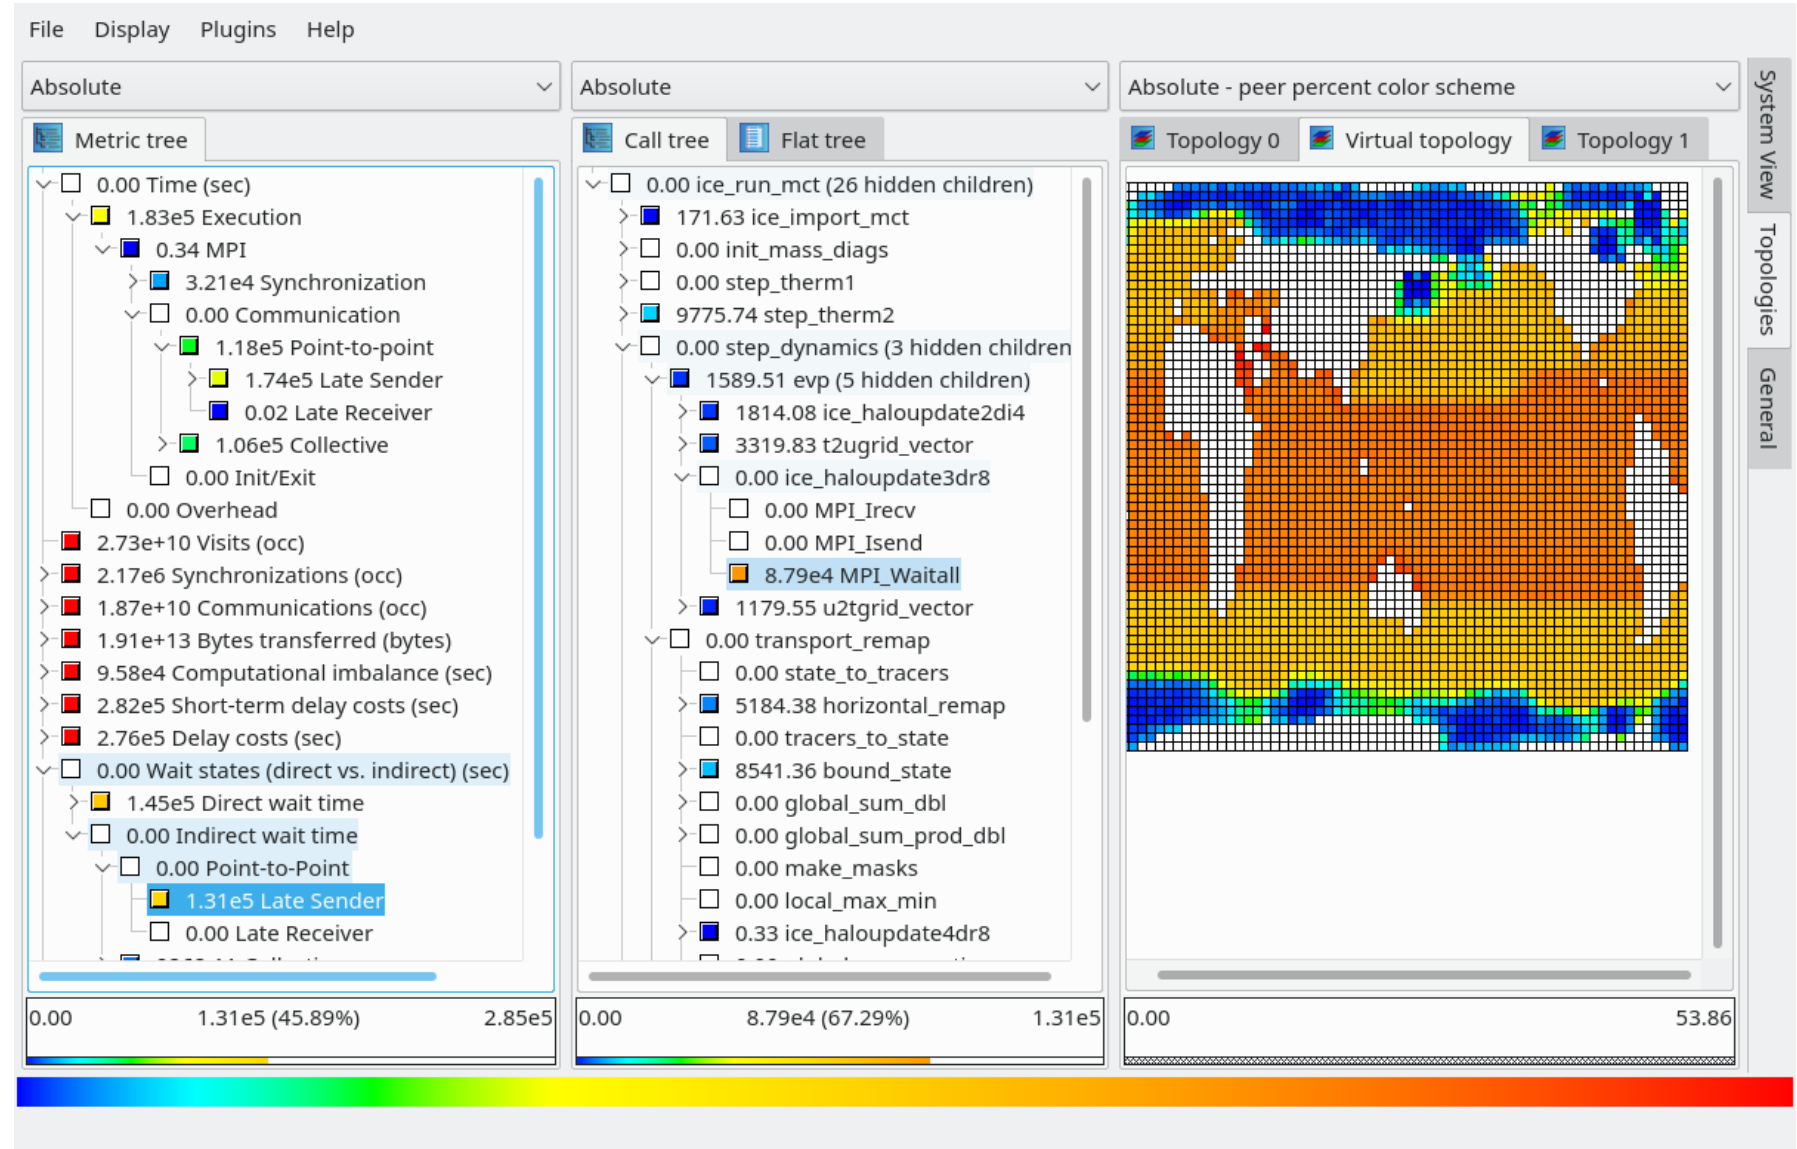 File Display Plugins Help
Absolute
Absolute
Absolute - peer percent color scheme
Metric tree
Call tree
Flat tree
Topology 0
Virtual topology
Topology 1
0.00 Time (sec)
1.83e5 Execution
0.34 MPI
3.21e4 Synchronization
0.00 Communication
1.18e5 Point-to-point
1.74e5 Late Sender
0.02 Late Receiver
1.06e5 Collective
0.00 Init/Exit
0.00 Overhead
2.73e+10 Visits (occ)
2.17e6 Synchronizations (occ)
1.87e+10 Communications (occ)
1.91e+13 Bytes transferred (bytes)
9.58e4 Computational imbalance (sec)
2.82e5 Short-term delay costs (sec)
2.76e5 Delay costs (sec)
0.00 Wait states (direct vs. indirect) (sec)
1.45e5 Direct wait time
0.00 Indirect wait time
0.00 Point-to-Point
1.31e5 Late Sender
0.00 Late Receiver
0.00 1.31e5 (45.89%) 2.85e5
0.00 ice_run_mct (26 hidden children)
171.63 ice_import_mct
0.00 init_mass_diags
0.00 step_therm1
9775.74 step_therm2
0.00 step_dynamics (3 hidden children
1589.51 evp (5 hidden children)
1814.08 ice_haloupdate2di4
3319.83 t2ugrid_vector
0.00 ice_haloupdate3dr8
0.00 MPI_Irecv
0.00 MPI_Isend
8.79e4 MPI_Waitall
1179.55 u2tgrid_vector
0.00 transport_remap
0.00 state_to_tracers
5184.38 horizontal_remap
0.00 tracers_to_state
8541.36 bound_state
0.00 global_sum_dbl
0.00 global_sum_prod_dbl
0.00 make_masks
0.00 local_max_min
0.33 ice_haloupdate4dr8
0.00 8.79e4 (67.29%) 1.31e5
0.00 53.86
System View
Topologies
General